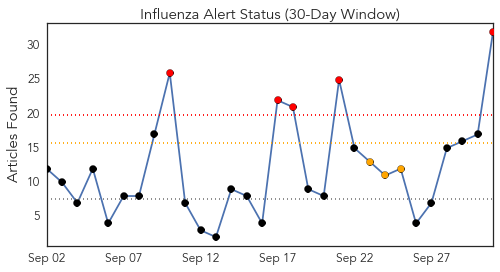 Influenza Alert Status (30-Day Window)
Articles Found
30
25
20
15
10
5
Sep 02
Sep 07
Sep 12
Sep 17
Sep 22
Sep 27